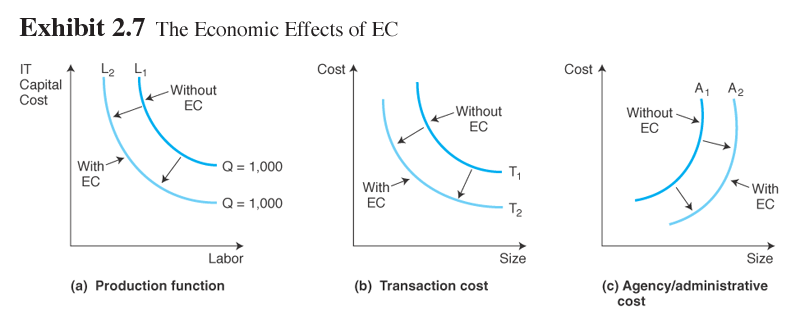 Exhibit 2.7 The Economic Effects of EC
IT
Capital
Cost
L2
L1
Without
EC
With
EC
Q = 1,000
Q = 1,000
Labor
(a) Production function
Cost
Without
EC
With
EC
T1
T2
Size
(b) Transaction cost
Cost
A1
A2
Without
EC
With
EC
Size
(c) Agency/administrative
cost